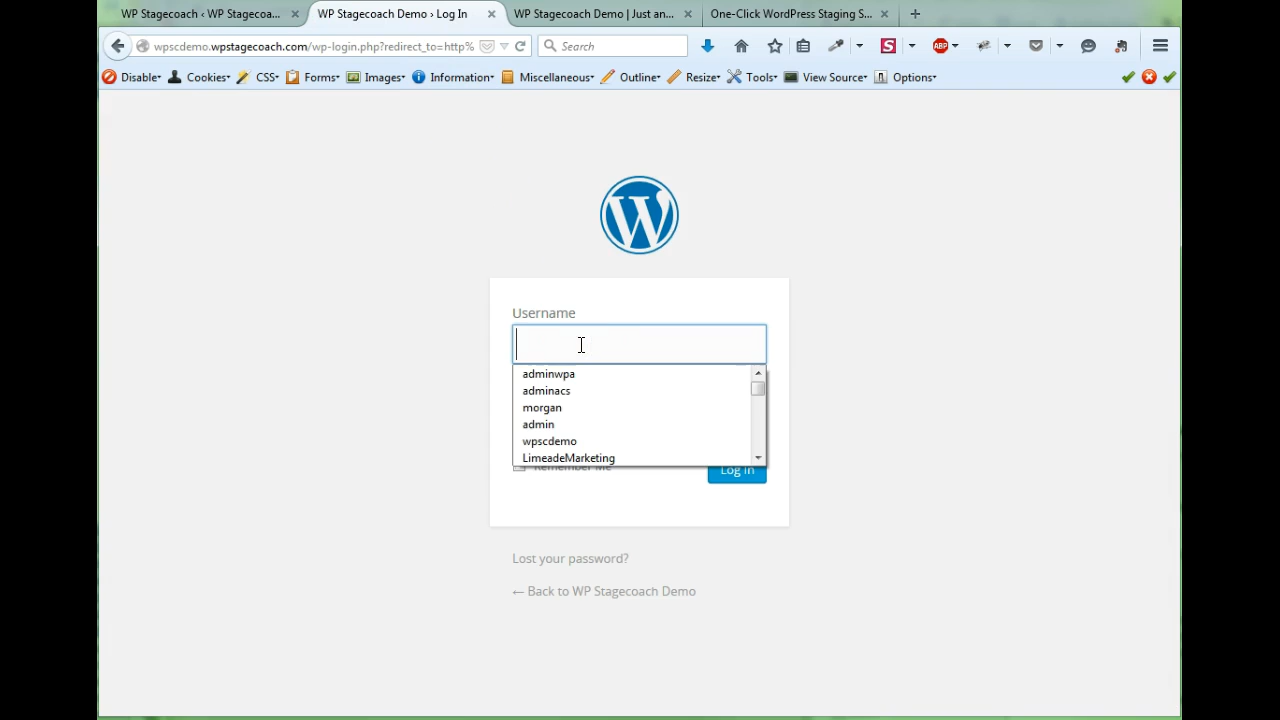 WP Stagecoach ‹ WP Stagecoa...
WP Stagecoach Demo › Log In
WP Stagecoach Demo | Just an...
One-Click WordPress Staging S...
wpscdemo.wpstagecoach.com/wp-login.php?redirect_to=http%
Search
S
ABP
Disable
Cookies
CSS
Forms
Images
Information
Miscellaneous
Outline
Resize
Tools
View Source
Options
W
Username
adminwpa
adminacs
morgan
admin
wpscdemo
LimeadeMarketing
Remember Me
Log In
Lost your password?
← Back to WP Stagecoach Demo